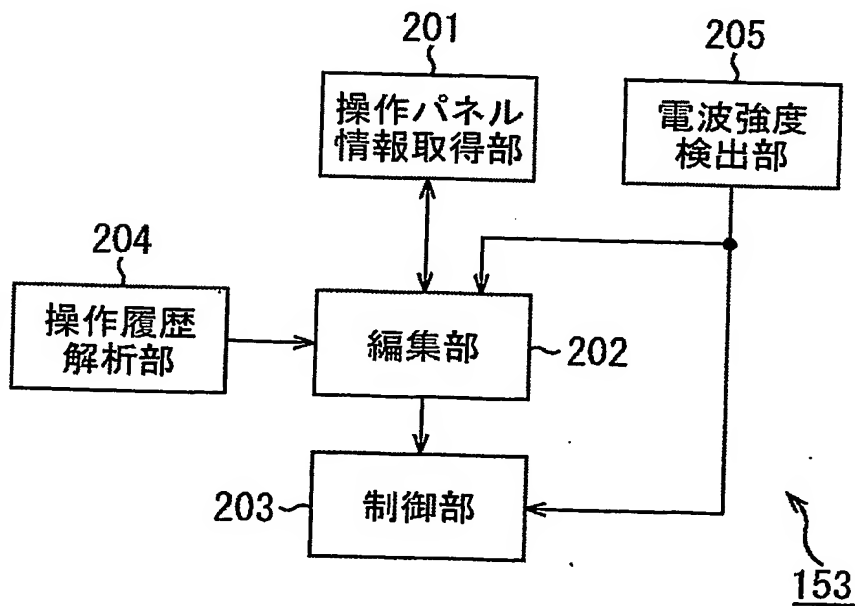 201
操作パネル
情報取得部
205
電波強度
検出部
204
操作履歴
解析部
編集部
202
203
制御部
153